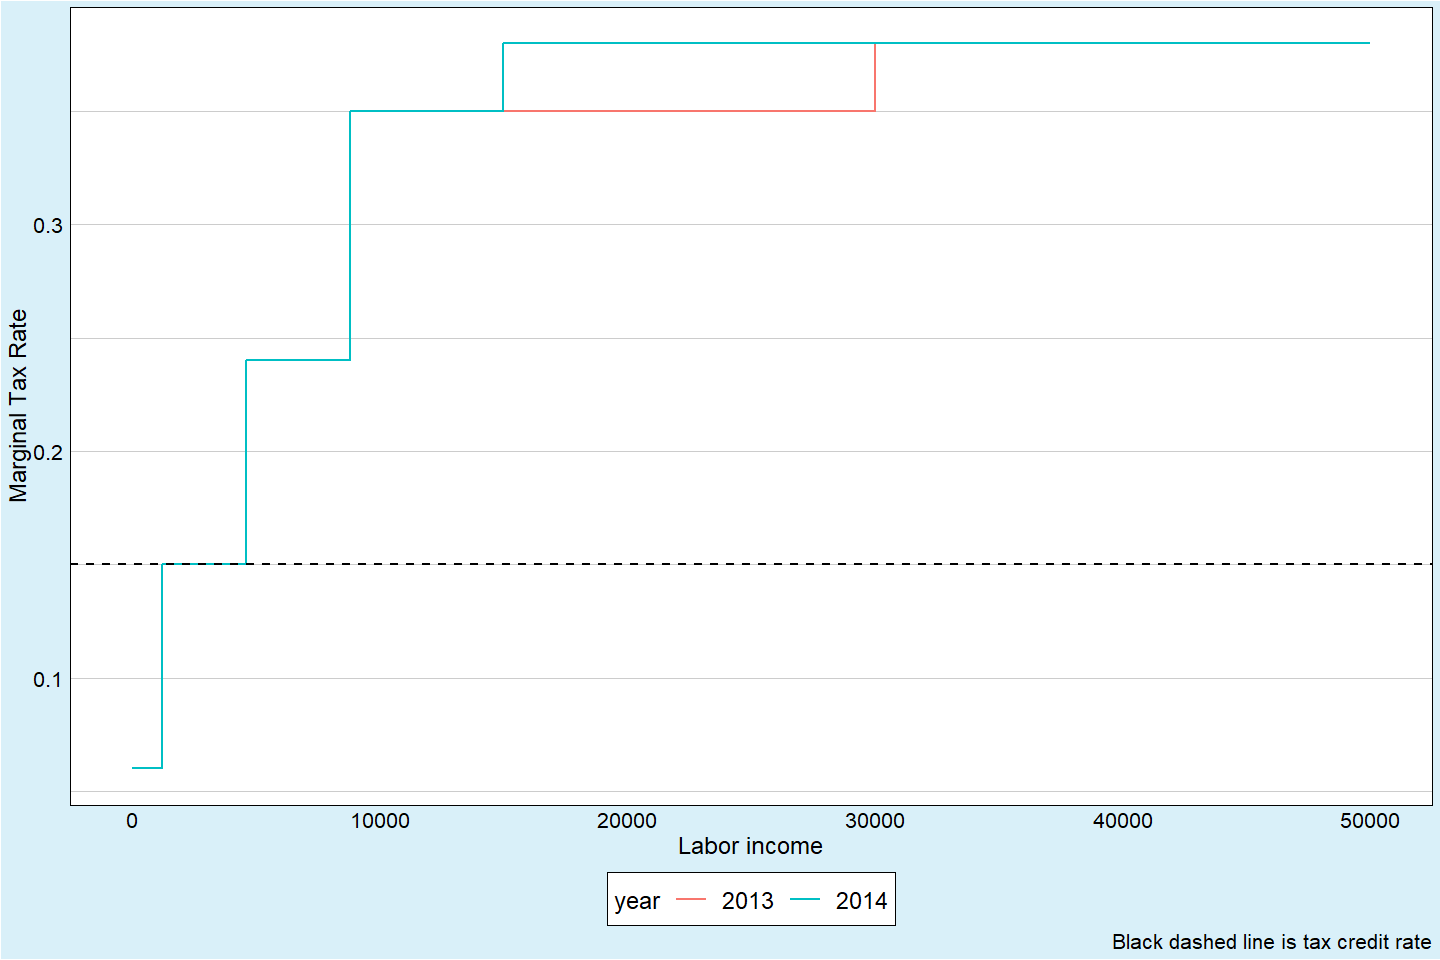 Marginal Tax Rate
0.3
0.2
0.1
0 10000 20000 30000 40000 50000
Labor income
year 2013 2014
Black dashed line is tax credit rate